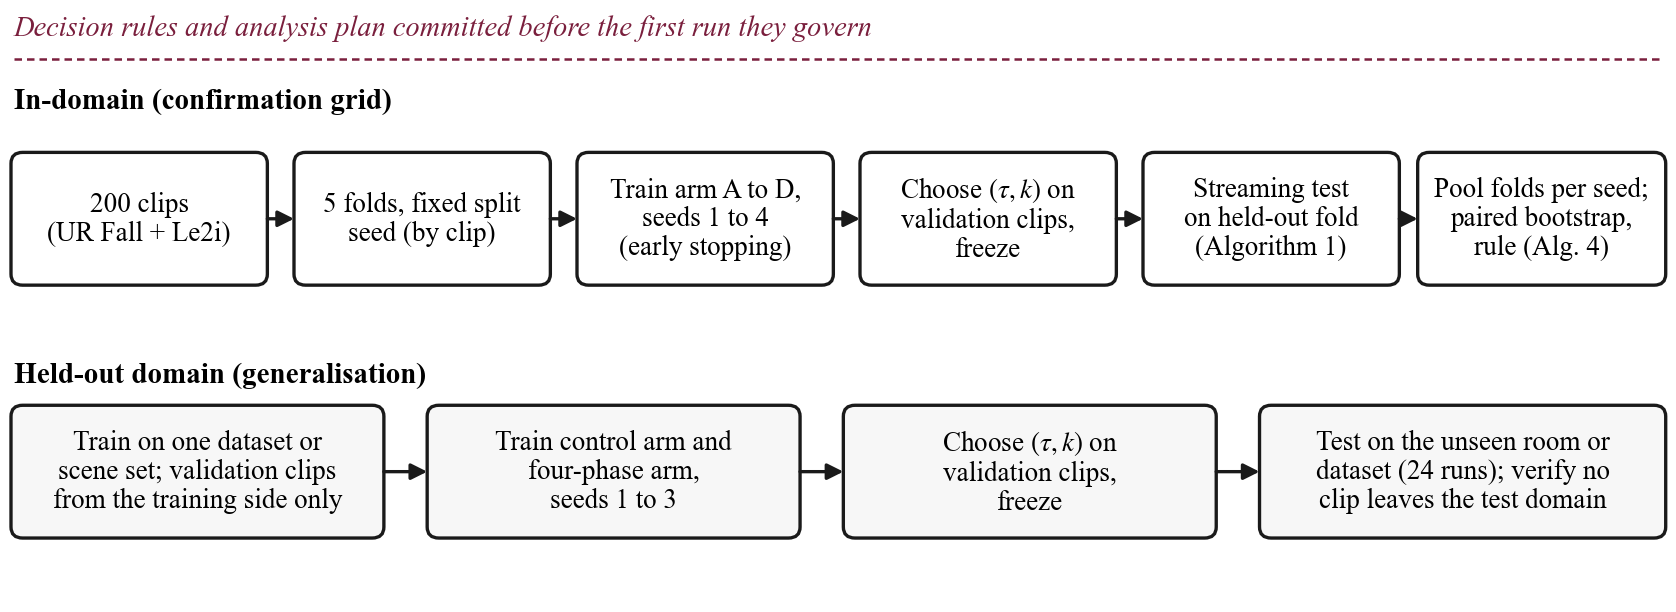 Decision rules and analysis plan committed before the first run they govern
In-domain (confirmation grid)
200 clips
(UR Fall + Le2i)
5 folds, fixed split
seed (by clip)
Train arm A to D,
seeds 1 to 4
(early stopping)
Choose (τ, k) on
validation clips,
freeze
Streaming test
on held-out fold
(Algorithm 1)
Pool folds per seed;
paired bootstrap,
rule (Alg. 4)
Held-out domain (generalisation)
Train on one dataset or
scene set; validation clips
from the training side only
Train control arm and
four-phase arm,
seeds 1 to 3
Choose (τ, k) on
validation clips,
freeze
Test on the unseen room or
dataset (24 runs); verify no
clip leaves the test domain